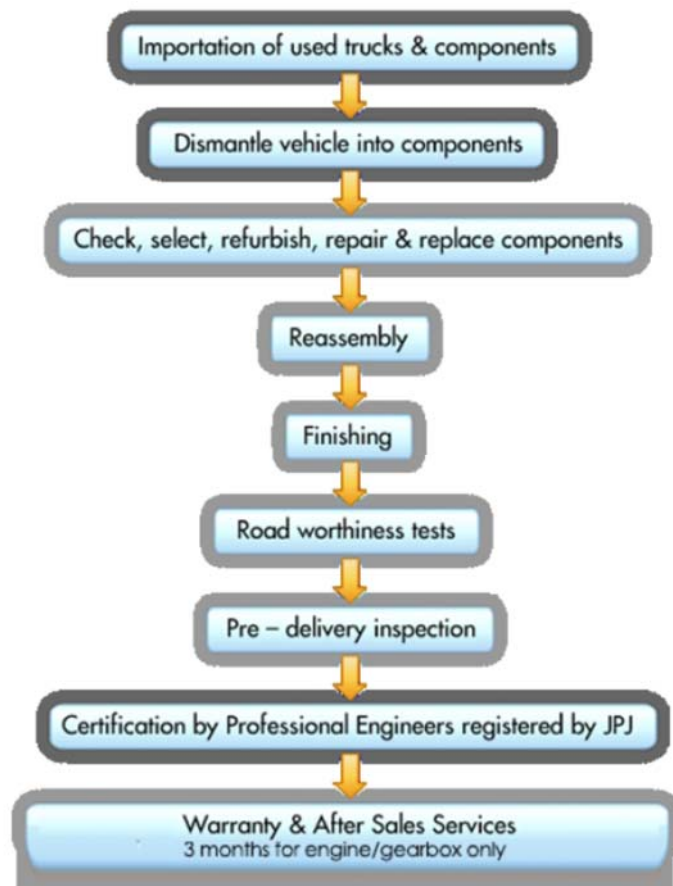 Importation of used trucks & components
Dismantle vehicle into components
Check, select, refurbish, repair & replace components
Reassembly
Finishing
Road worthiness tests
Pre – delivery inspection
Certification by Professional Engineers registered by JPJ
Warranty & After Sales Services
3 months for engine/gearbox only